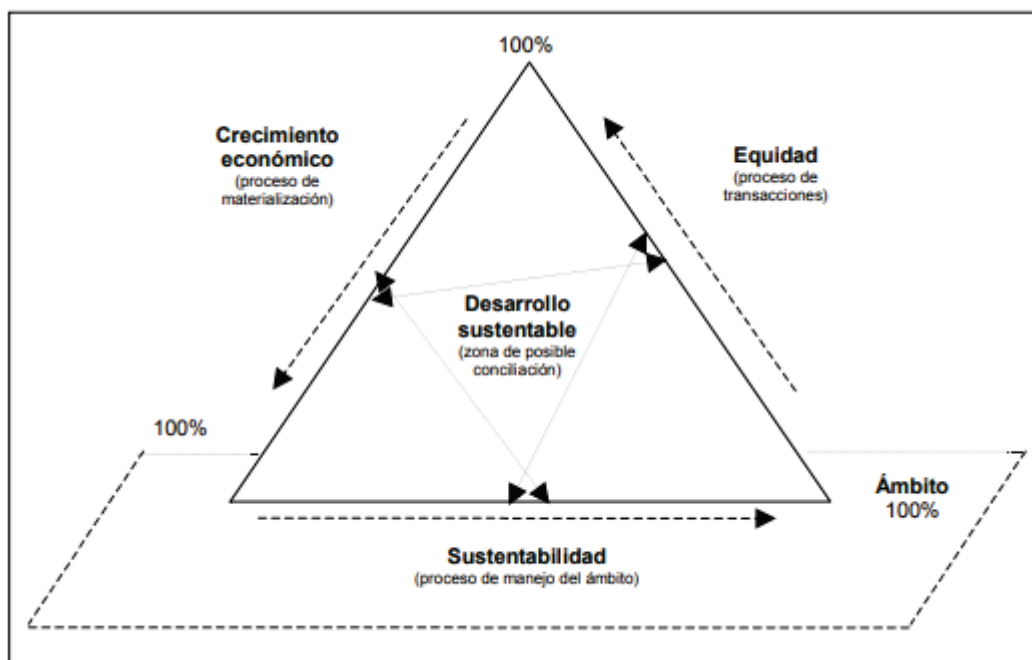 100%
Crecimiento
económico
(proceso de
materialización)
Equidad
(proceso de
transacciones)
Desarrollo
sustentable
(zona de posible
conciliación)
100%
Ámbito
100%
Sustentabilidad
(proceso de manejo del ámbito)